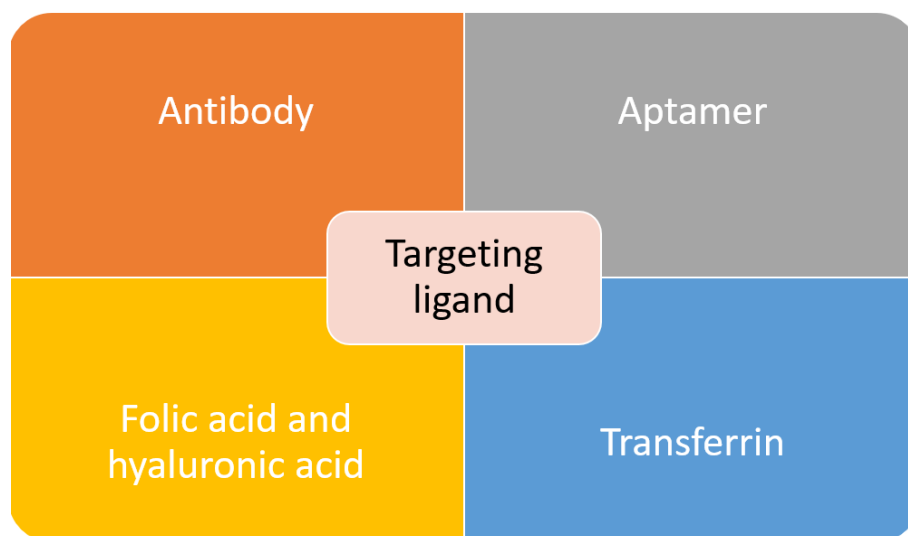 Antibody
Aptamer
Targeting
ligand
Folic acid and
hyaluronic acid
Transferrin